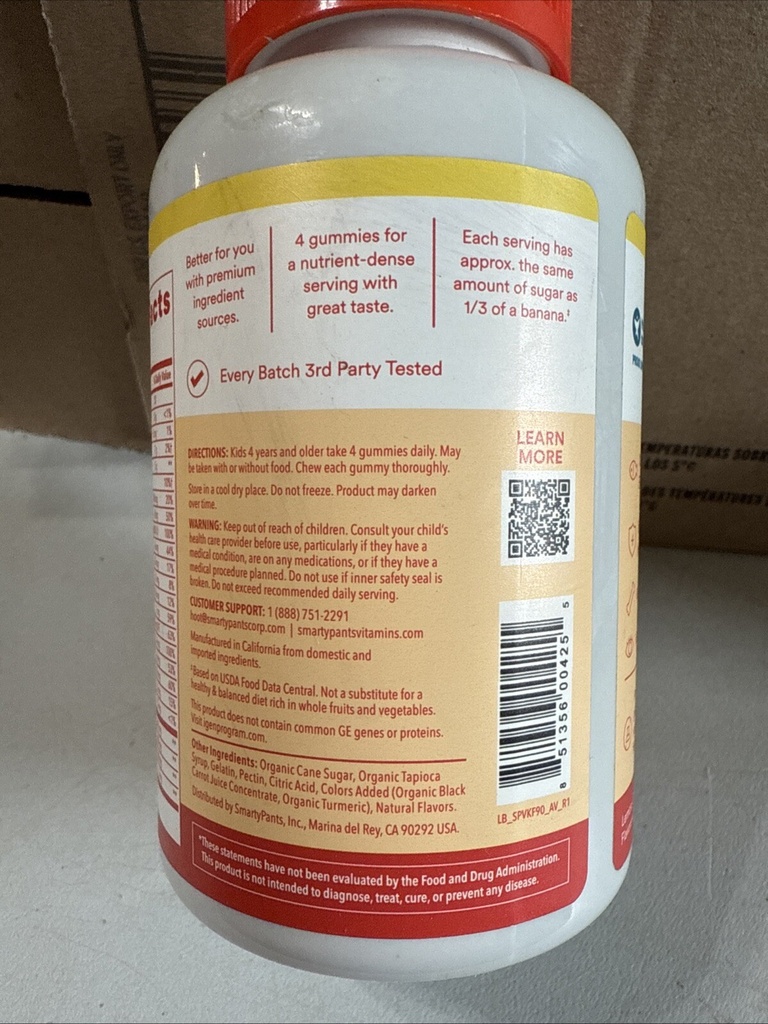 Better for you
with premium
ingredient
sources.
4 gummies for
a nutrient-dense
serving with
great taste.
Each serving has
approx. the same
amount of sugar as
1/3 of a banana.‡
Every Batch 3rd Party Tested
DIRECTIONS: Kids 4 years and older take 4 gummies daily. May
be taken with or without food. Chew each gummy thoroughly.
Store in a cool dry place. Do not freeze. Product may darken
over time.
WARNING: Keep out of reach of children. Consult your child's
health care provider before use, particularly if they have a
medical condition, are on any medications, or if they have a
medical procedure planned. Do not use if inner safety seal is
broken. Do not exceed recommended daily serving.
CUSTOMER SUPPORT: 1 (888) 751-2291
hoot@smartypantscorp.com | smartypantsvitamins.com
Manufactured in California from domestic and
imported ingredients.
‡Based on USDA Food Data Central. Not a substitute for a
healthy & balanced diet rich in whole fruits and vegetables.
This product does not contain common GE genes or proteins.
Visit igenprogram.com.
Other Ingredients: Organic Cane Sugar, Organic Tapioca
Syrup, Gelatin, Pectin, Citric Acid, Colors Added (Organic Black
Carrot Juice Concentrate, Organic Turmeric), Natural Flavors.
Distributed by SmartyPants, Inc., Marina del Rey, CA 90292 USA.
LEARN
MORE
8 51356 00425 5
LB_SPVKF90_AV_R1
*These statements have not been evaluated by the Food and Drug Administration.
This product is not intended to diagnose, treat, cure, or prevent any disease.